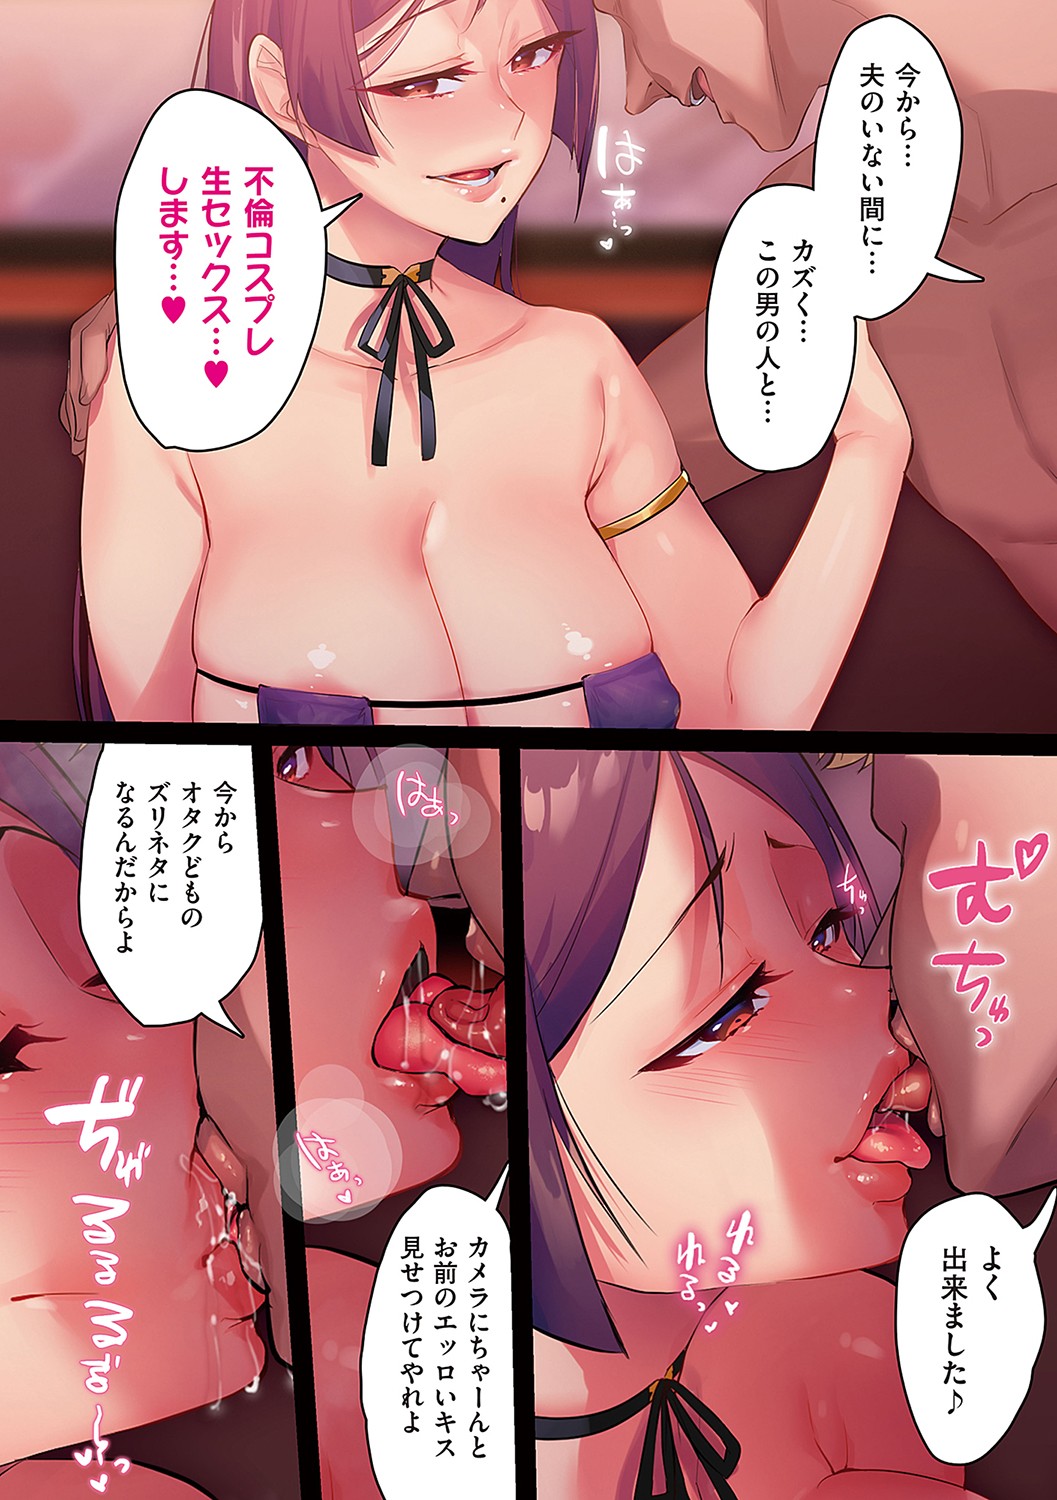 今から…
夫のいない間に…
カズく…
この男の人と…
はぁぁ…っ♥
不倫コスプレ
生セックス…♥
します…♥
むちゅっ♡
ちゅっ
よく
出来ました♪
れる
れるっ
はぁっ
はぁっ
カメラにちゃーんと
お前のエッロいキス
見せつけてやれよ
今から
オタクどもの
ズリネタに
なるんだからよ